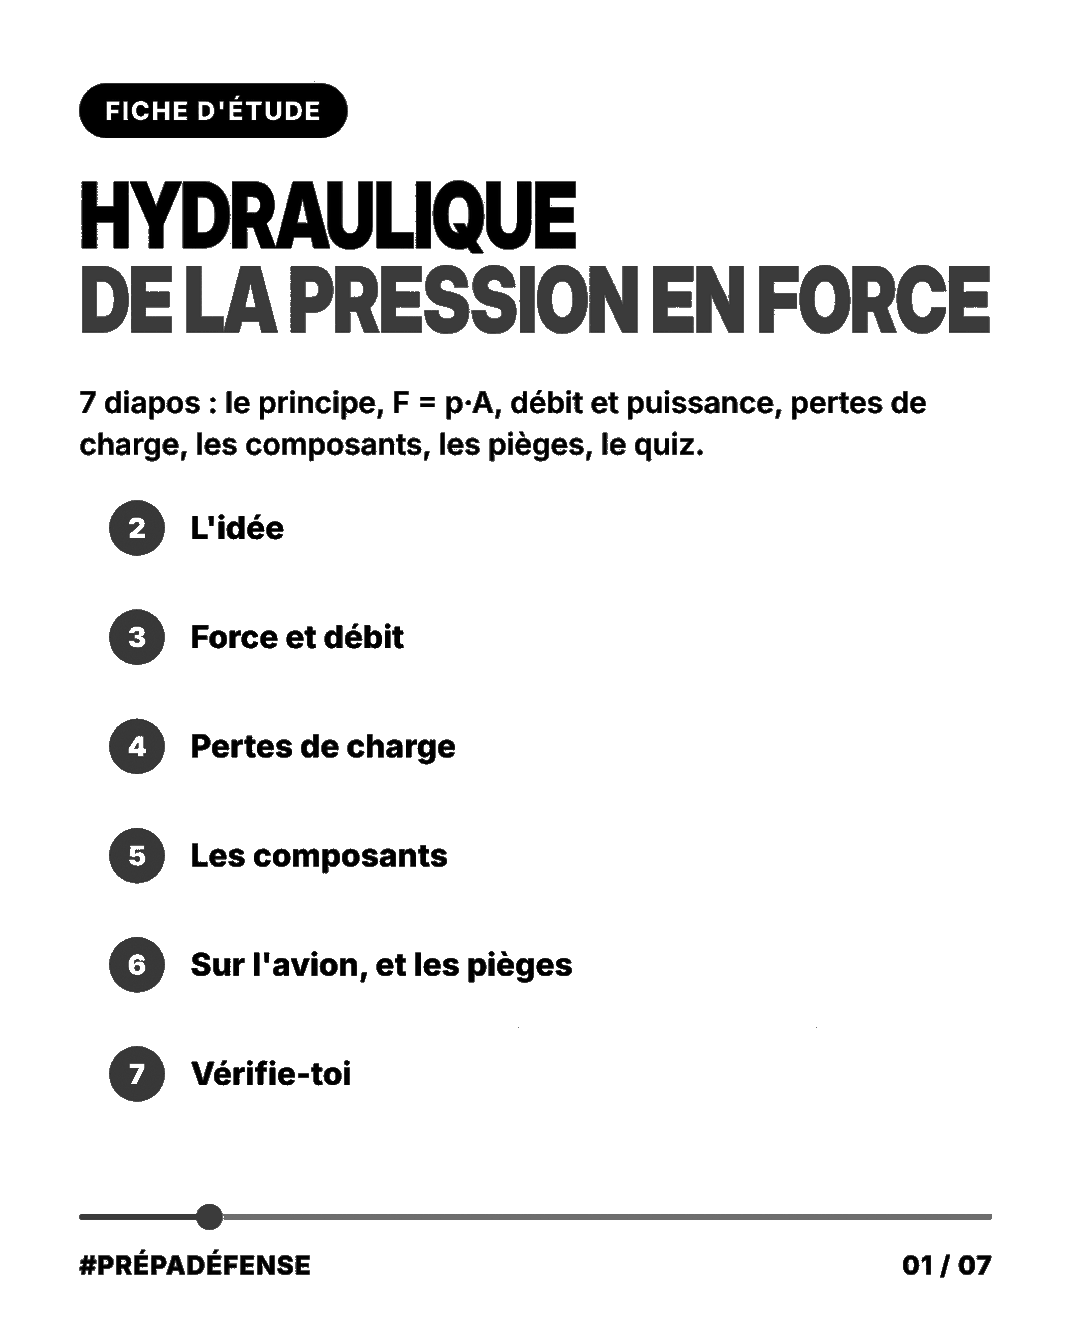 FICHE D'ÉTUDE
HYDRAULIQUE
DE LA PRESSION EN FORCE
7 diapos : le principe, F = p·A, débit et puissance, pertes de
charge, les composants, les pièges, le quiz.
2 L'idée
3 Force et débit
4 Pertes de charge
5 Les composants
6 Sur l'avion, et les pièges
7 Vérifie-toi
#PRÉPADÉFENSE 01 / 07